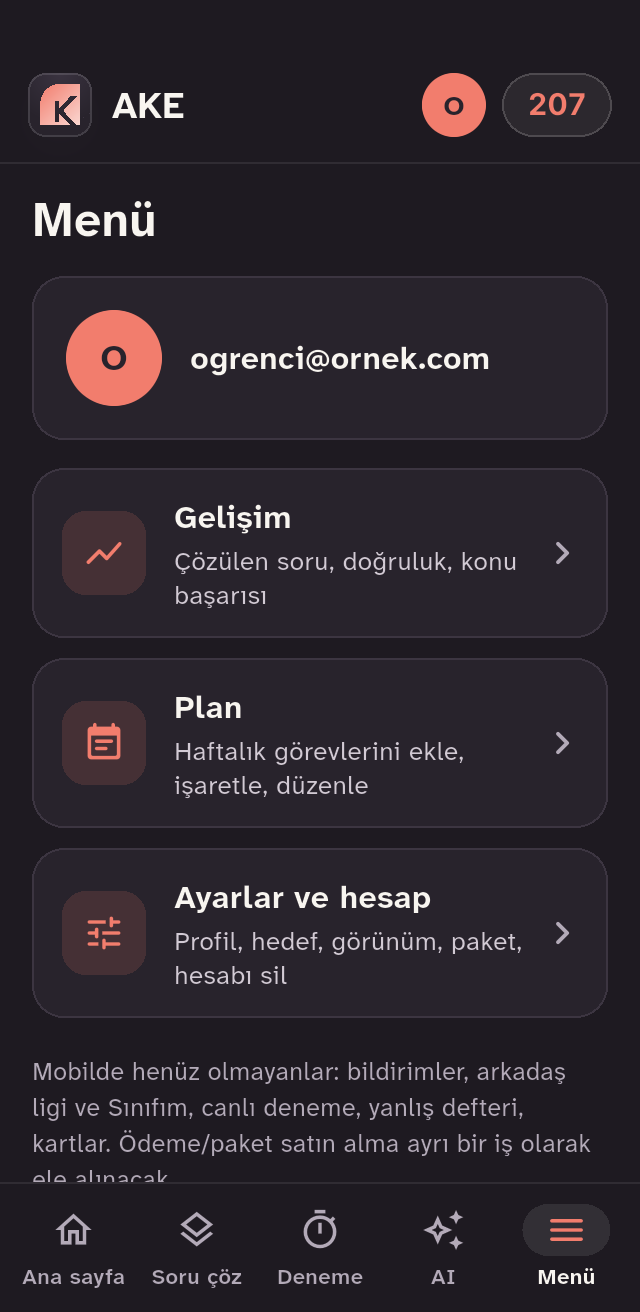 K
AKE
O
207
Menü
O
ogrenci@ornek.com
Gelişim
Çözülen soru, doğruluk, konu
başarısı
Plan
Haftalık görevlerini ekle,
işaretle, düzenle
Ayarlar ve hesap
Profil, hedef, görünüm, paket,
hesabı sil
Mobilde henüz olmayanlar: bildirimler, arkadaş
ligi ve Sınıfım, canlı deneme, yanlış defteri,
kartlar. Ödeme/paket satın alma ayrı bir iş olarak
ele alınacak
Ana sayfa
Soru çöz
Deneme
AI
Menü